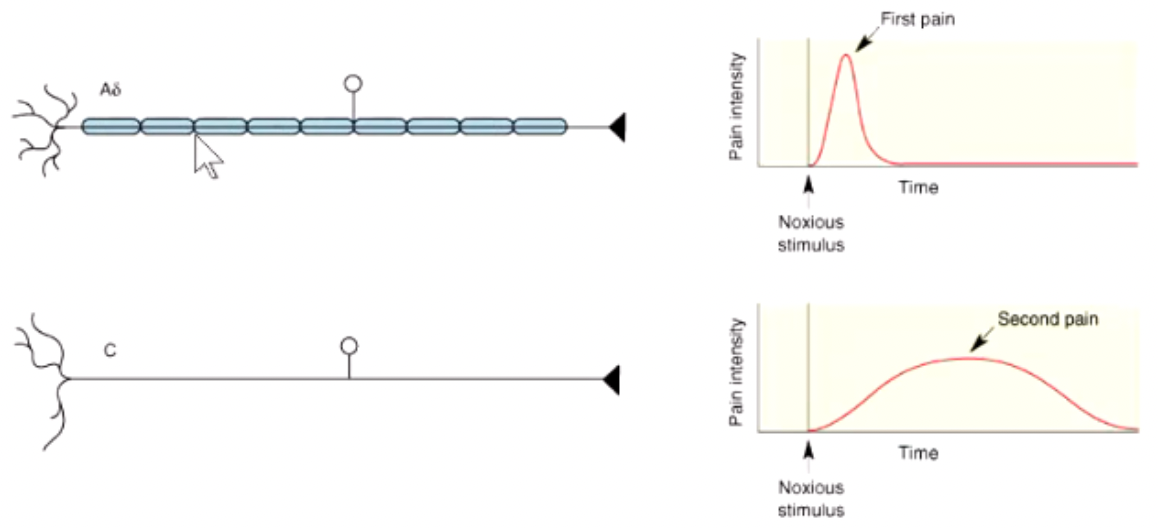 First pain
Aδ
Pain intensity
Time
Noxious
stimulus
C
Second pain
Pain intensity
Time
Noxious
stimulus